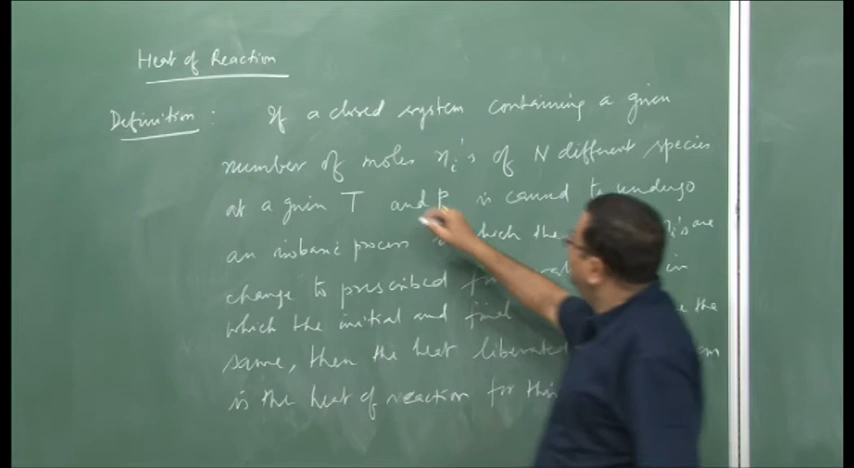 Heat of Reaction
Definition : If a closed system containing a given
number of moles ni's of N different species
at a given T and P is caused to undergo
an isobaric process which the ni's are
change to prescribed final in
which the initial and final the
same, then the heat liberated
is the heat of reaction for this